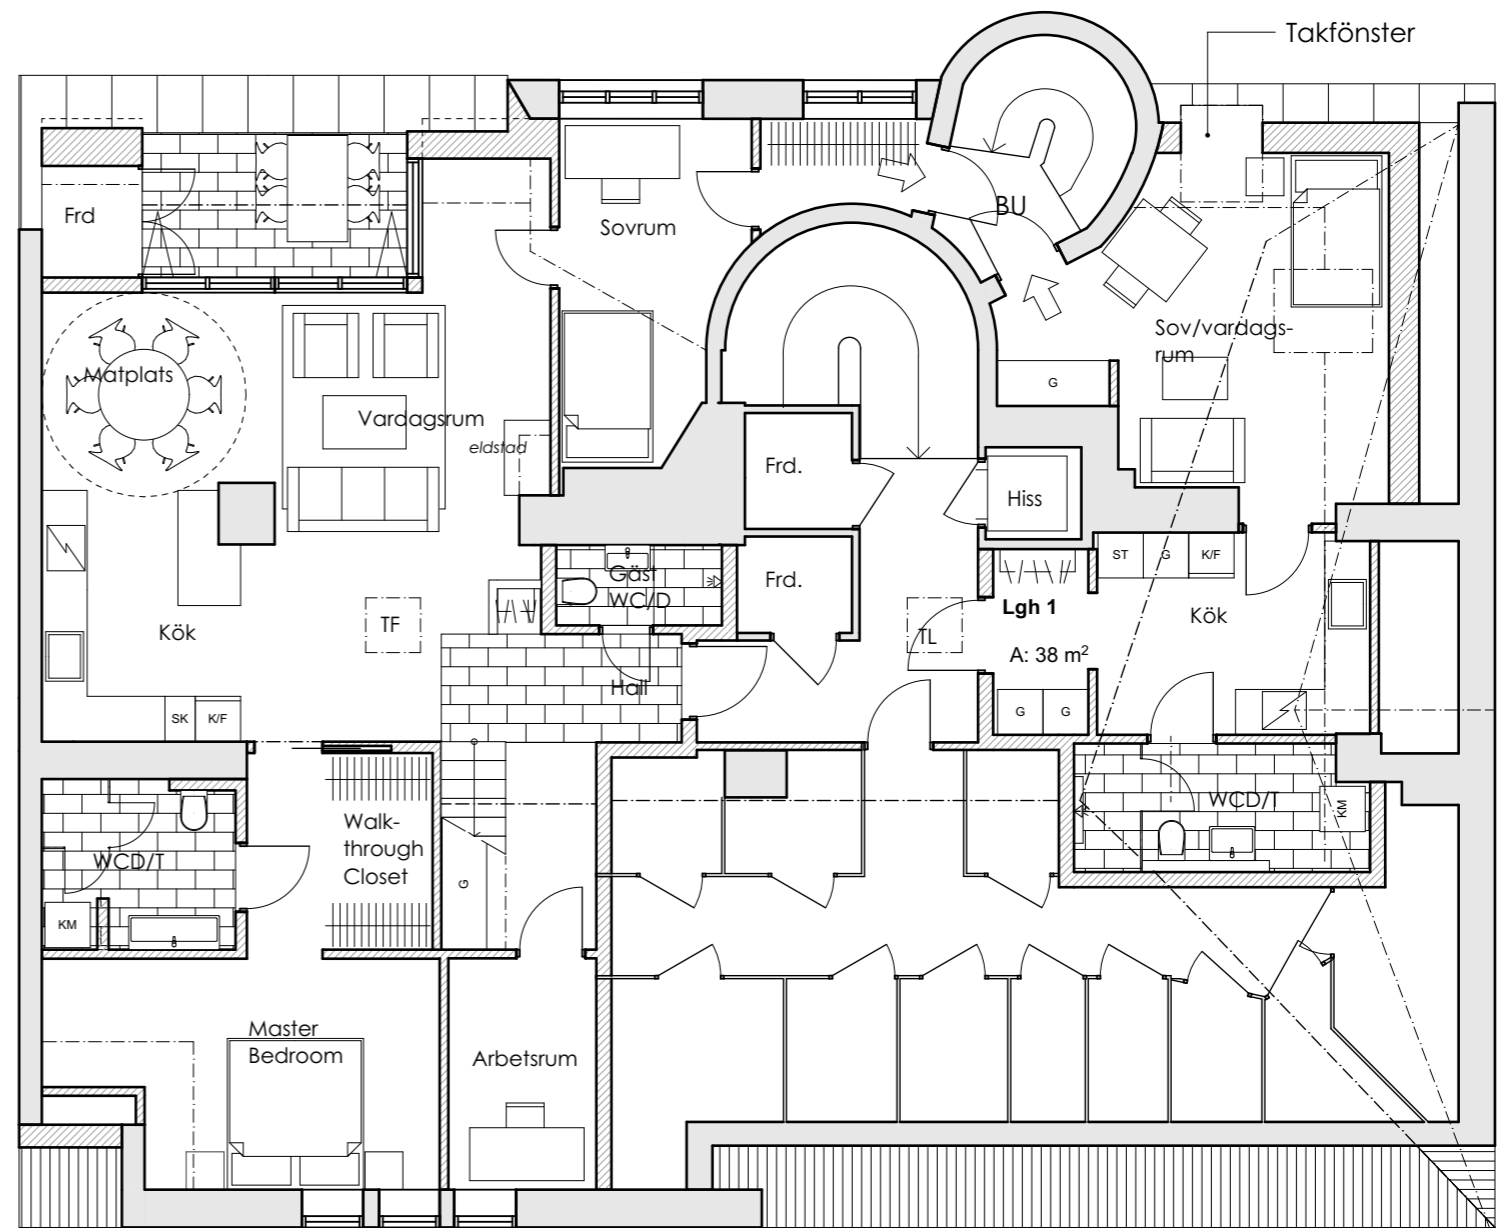 Takfönster
Frd
Sovrum
BU
Sov/vardags-
rum
Matplats
Vardagsrum
eldstad
G
Frd.
Hiss
ST
G
K/F
Gäst
WC/D
Frd.
Lgh 1
Kök
Kök
TF
TL
A: 38 m²
Hall
SK
K/F
G
G
Walk-
through
Closet
WCD/T
WCD/T
KM
G
KM
Master
Bedroom
Arbetsrum